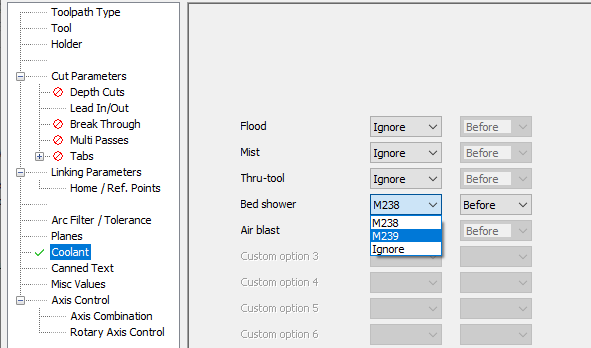 Toolpath Type
Tool
Holder
Cut Parameters
Depth Cuts
Lead In/Out
Break Through
Multi Passes
Tabs
Linking Parameters
Home / Ref. Points
Arc Filter / Tolerance
Planes
Coolant
Canned Text
Misc Values
Axis Control
Axis Combination
Rotary Axis Control
Flood Ignore Before
Mist Ignore Before
Thru-tool Ignore Before
Bed shower M238 Before
M238
M239
Ignore
Air blast Before
Custom option 3
Custom option 4
Custom option 5
Custom option 6